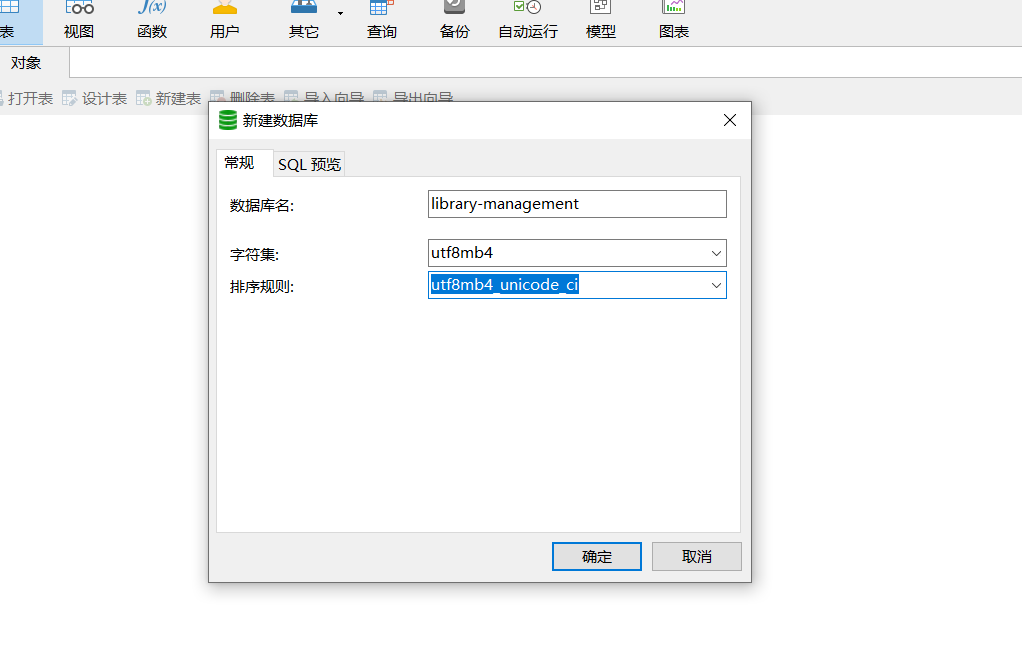 表 视图 函数 用户 其它 查询 备份 自动运行 模型 图表
对象
打开表 设计表 新建表 删除表 导入向导 导出向导
新建数据库
常规 SQL 预览
数据库名: library-management
字符集: utf8mb4
排序规则: utf8mb4_unicode_ci
确定 取消